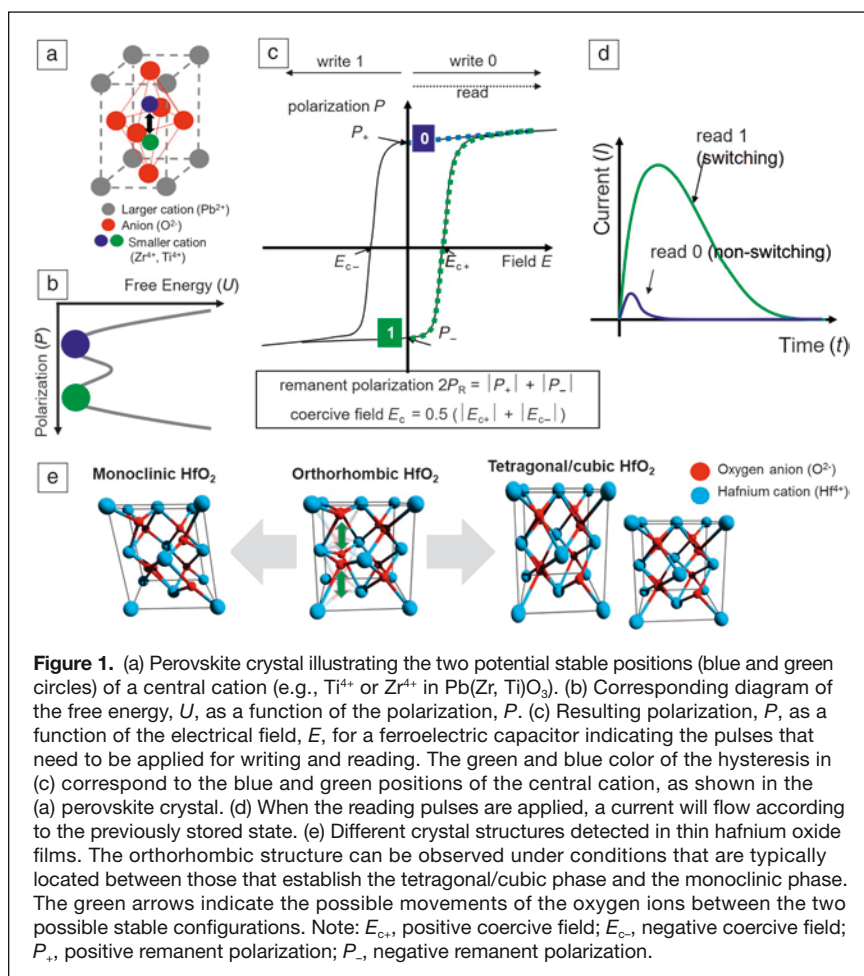 a
Larger cation (Pb²⁺)
Anion (O²⁻)
Smaller cation
(Zr⁴⁺, Ti⁴⁺)
b
Free Energy (U)
Polarization (P)
c
write 1
write 0
read
polarization P
P₊
0
E꜀₋
E꜀₊
Field E
1
P₋
remanent polarization 2P_R = |P₊| + |P₋|
coercive field E꜀ = 0.5 (|E꜀₊| + |E꜀₋|)
d
Current (I)
read 1
(switching)
read 0 (non-switching)
Time (t)
e
Monoclinic HfO₂
Orthorhombic HfO₂
Tetragonal/cubic HfO₂
Oxygen anion (O²⁻)
Hafnium cation (Hf⁴⁺)
Figure 1. (a) Perovskite crystal illustrating the two potential stable positions (blue and green
circles) of a central cation (e.g., Ti⁴⁺ or Zr⁴⁺ in Pb(Zr, Ti)O₃). (b) Corresponding diagram of
the free energy, U, as a function of the polarization, P. (c) Resulting polarization, P, as a
function of the electrical field, E, for a ferroelectric capacitor indicating the pulses that
need to be applied for writing and reading. The green and blue color of the hysteresis in
(c) correspond to the blue and green positions of the central cation, as shown in the
(a) perovskite crystal. (d) When the reading pulses are applied, a current will flow according
to the previously stored state. (e) Different crystal structures detected in thin hafnium oxide
films. The orthorhombic structure can be observed under conditions that are typically
located between those that establish the tetragonal/cubic phase and the monoclinic phase.
The green arrows indicate the possible movements of the oxygen ions between the two
possible stable configurations. Note: E꜀₊, positive coercive field; E꜀₋, negative coercive field;
P₊, positive remanent polarization; P₋, negative remanent polarization.